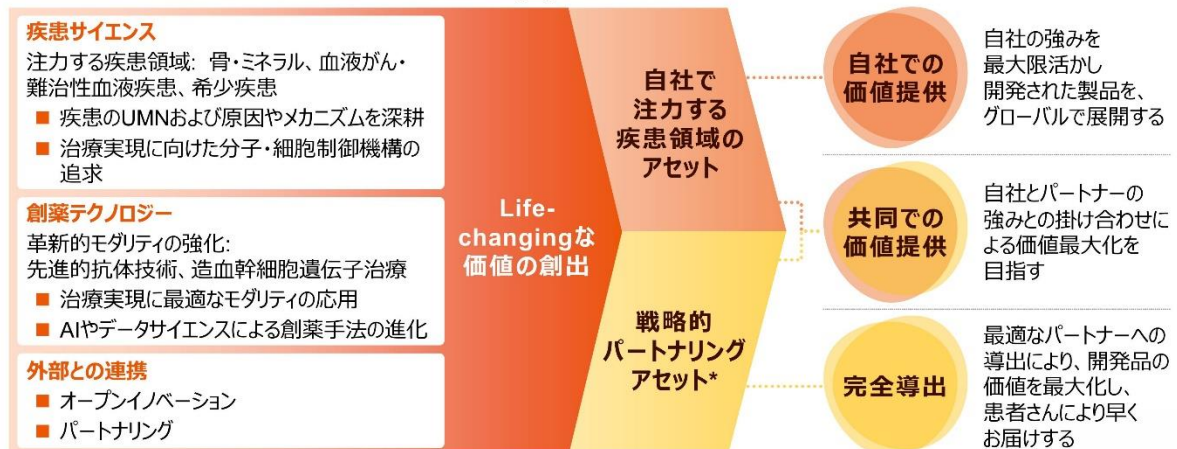 疾患サイエンス
注力する疾患領域: 骨・ミネラル、血液がん・
難治性血液疾患、希少疾患
■ 疾患のUMNおよび原因やメカニズムを深耕
■ 治療実現に向けた分子・細胞制御機構の
追求
創薬テクノロジー
革新的モダリティの強化:
先進的抗体技術、造血幹細胞遺伝子治療
■ 治療実現に最適なモダリティの応用
■ AIやデータサイエンスによる創薬手法の進化
外部との連携
■ オープンイノベーション
■ パートナリング
Life-
changingな
価値の創出
自社で
注力する
疾患領域の
アセット
戦略的
パートナリング
アセット*
自社での
価値提供
自社の強みを
最大限活かし
開発された製品を、
グローバルで展開する
共同での
価値提供
自社とパートナーの
強みとの掛け合わせに
よる価値最大化を
目指す
完全導出
最適なパートナーへの
導出により、開発品の
価値を最大化し、
患者さんにより早く
お届けする